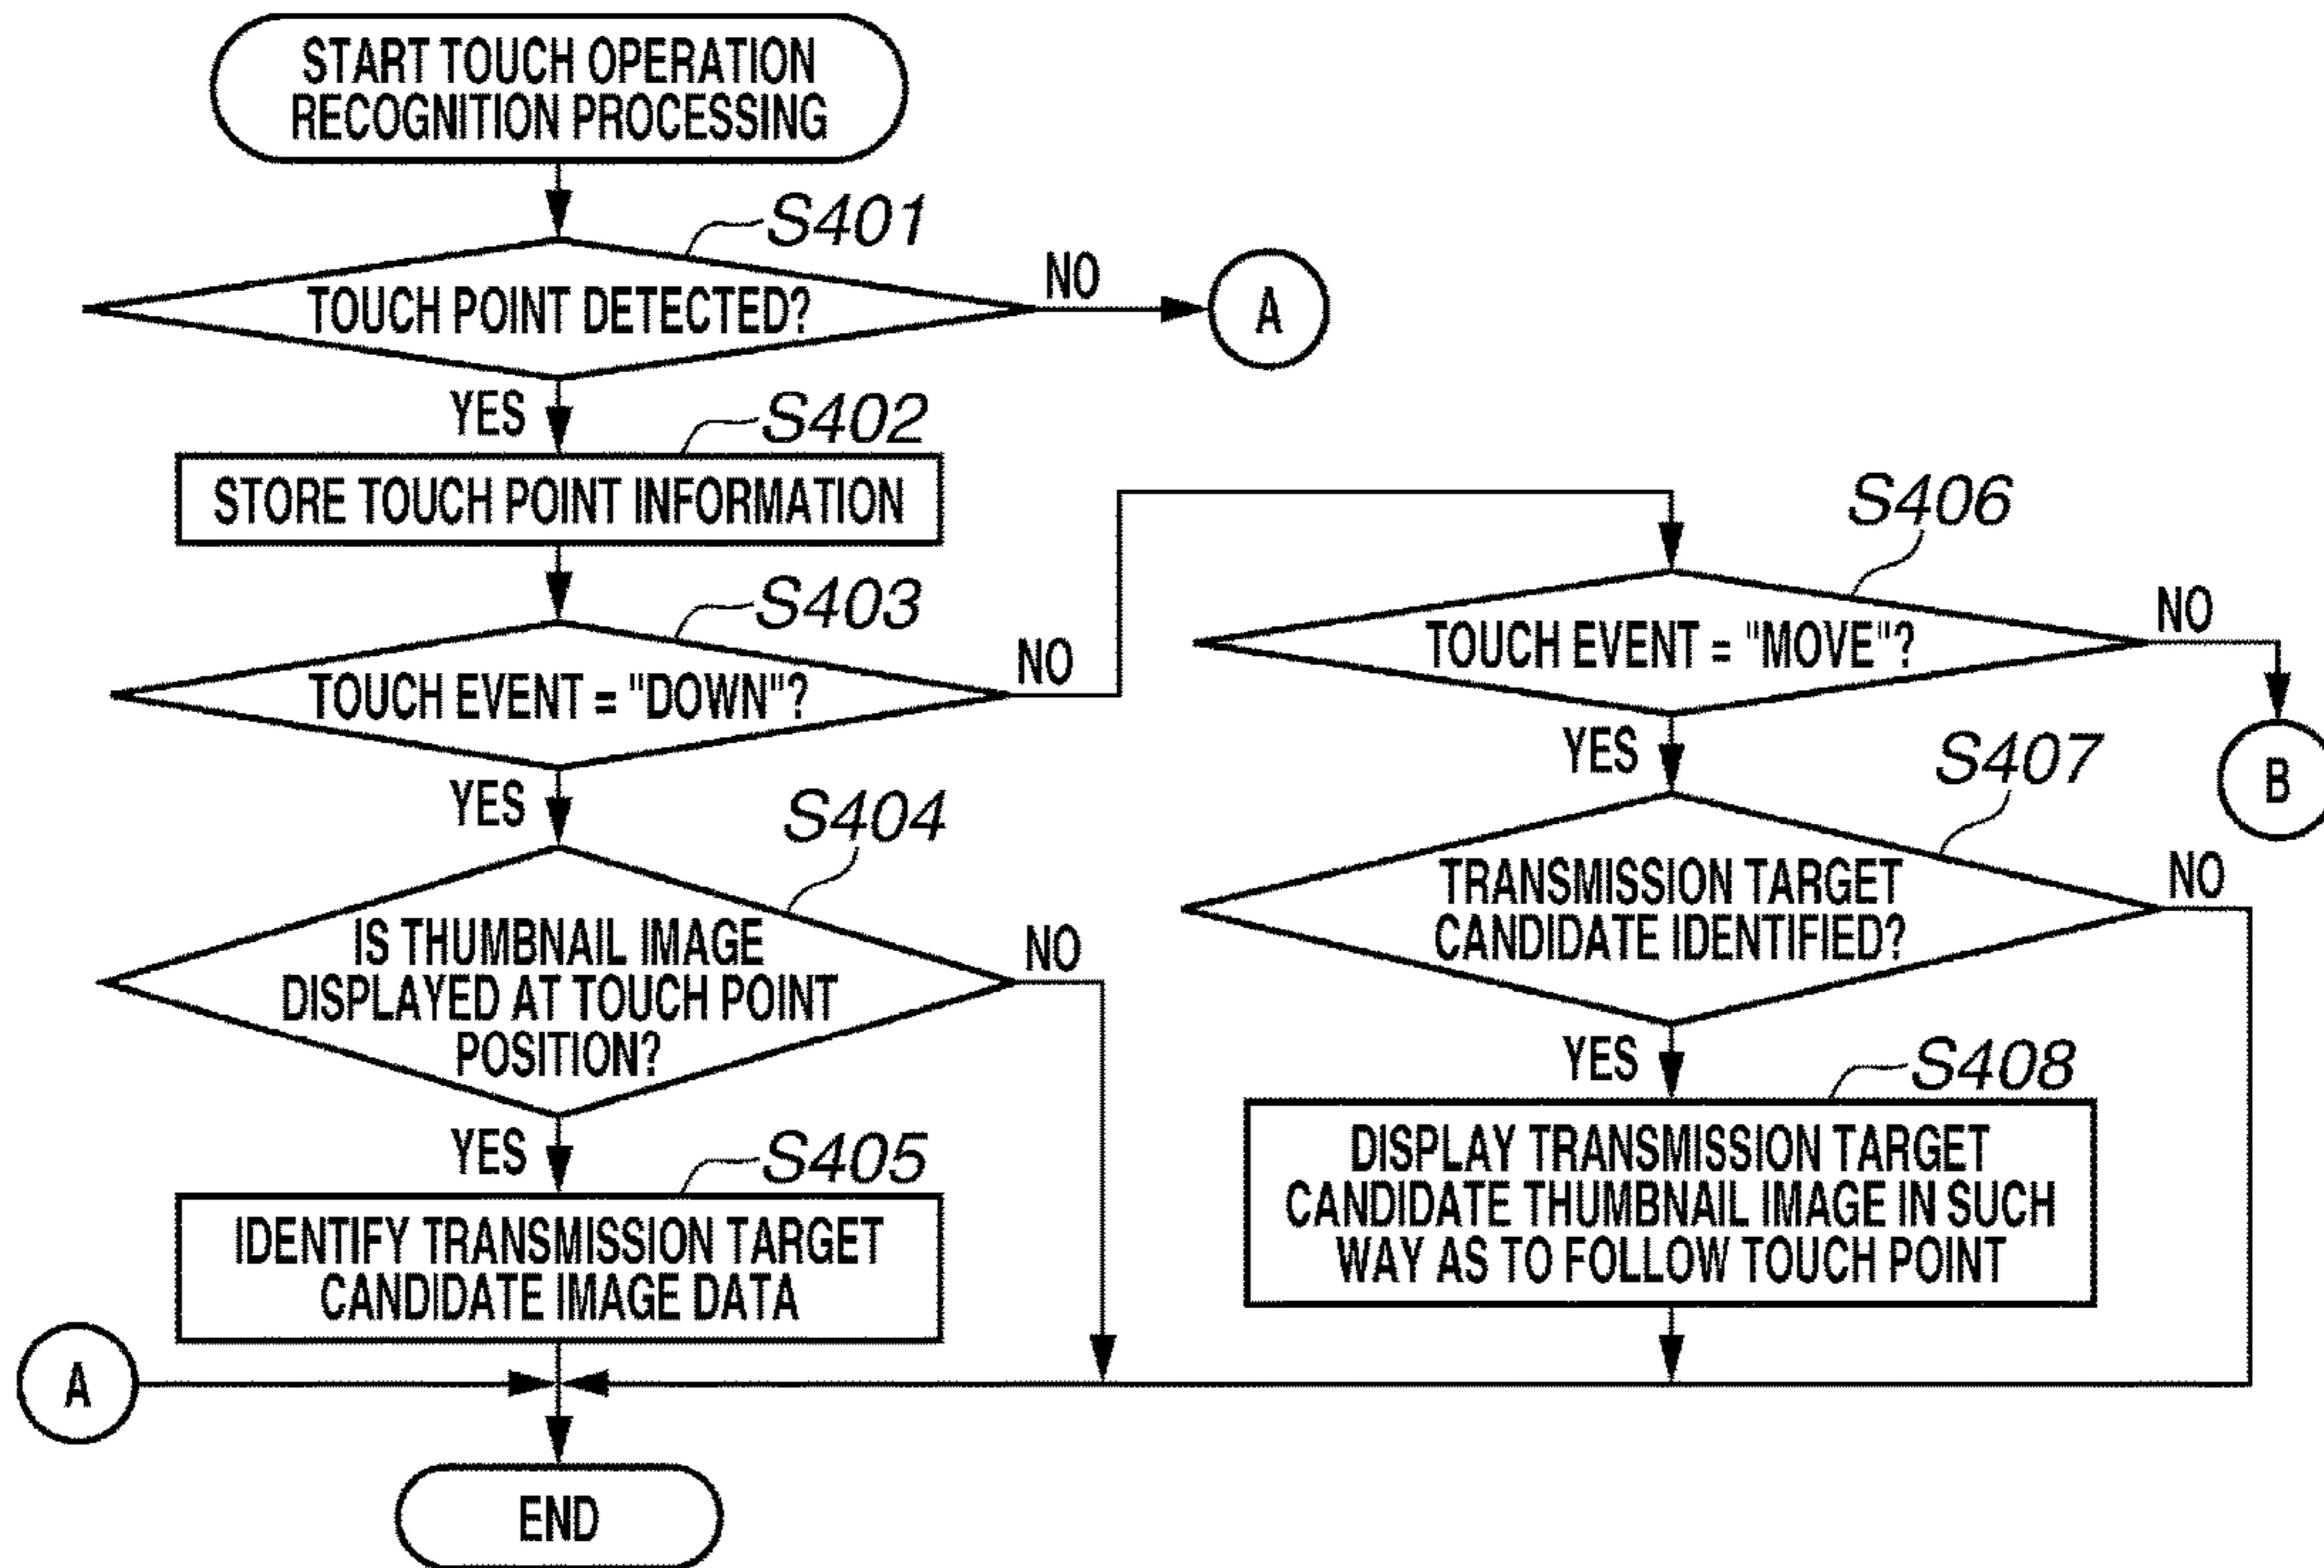 START TOUCH OPERATION
RECOGNITION PROCESSING
S401
TOUCH POINT DETECTED?
NO
A
YES
S402
STORE TOUCH POINT INFORMATION
S403
TOUCH EVENT = "DOWN"?
NO
YES
S404
IS THUMBNAIL IMAGE
DISPLAYED AT TOUCH POINT
POSITION?
NO
YES
S405
IDENTIFY TRANSMISSION TARGET
CANDIDATE IMAGE DATA
A
END
S406
TOUCH EVENT = "MOVE"?
NO
B
YES
S407
TRANSMISSION TARGET
CANDIDATE IDENTIFIED?
NO
YES
S408
DISPLAY TRANSMISSION TARGET
CANDIDATE THUMBNAIL IMAGE IN SUCH
WAY AS TO FOLLOW TOUCH POINT